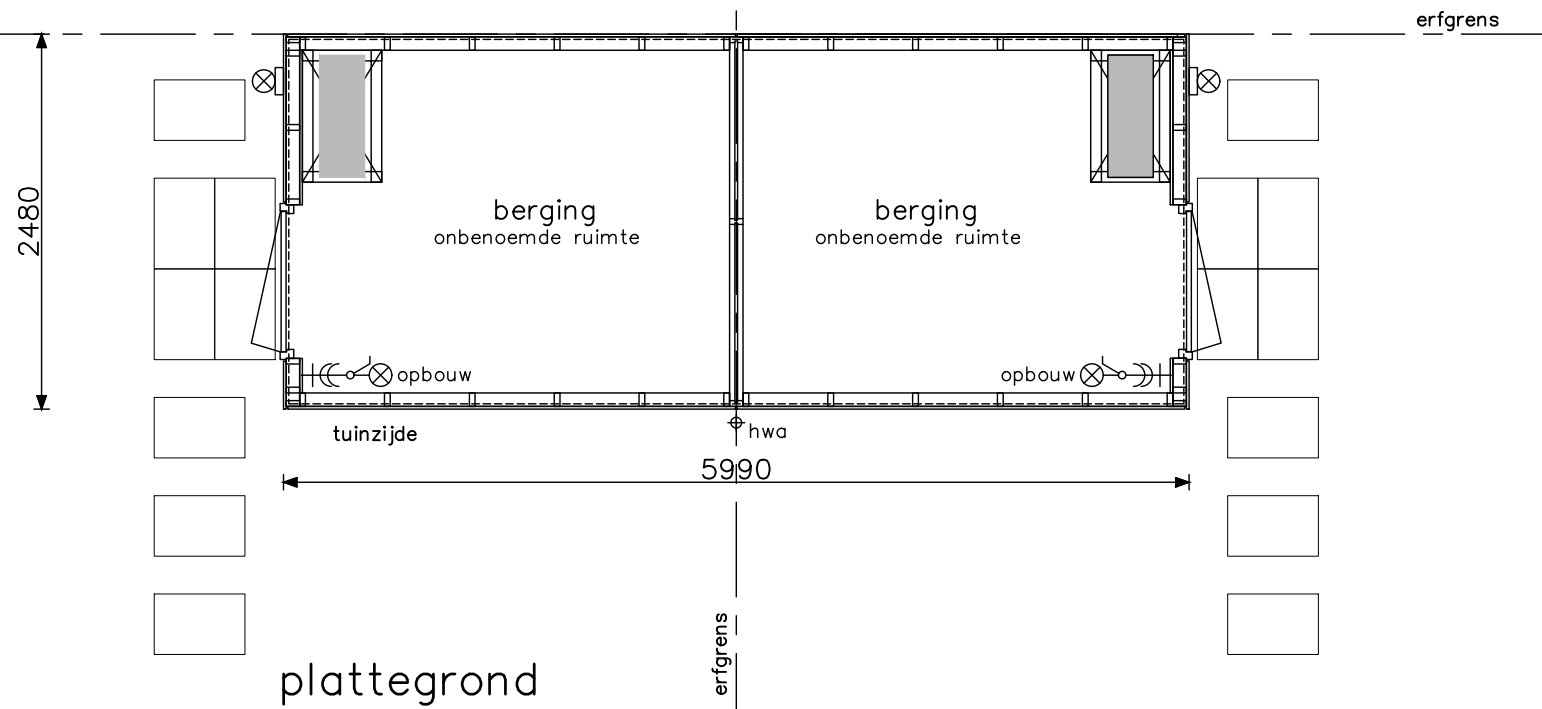 erfgrens
2480
berging
onbenoemde ruimte
berging
onbenoemde ruimte
opbouw
opbouw
tuinzijde
hwa
5990
erfgrens
plattegrond